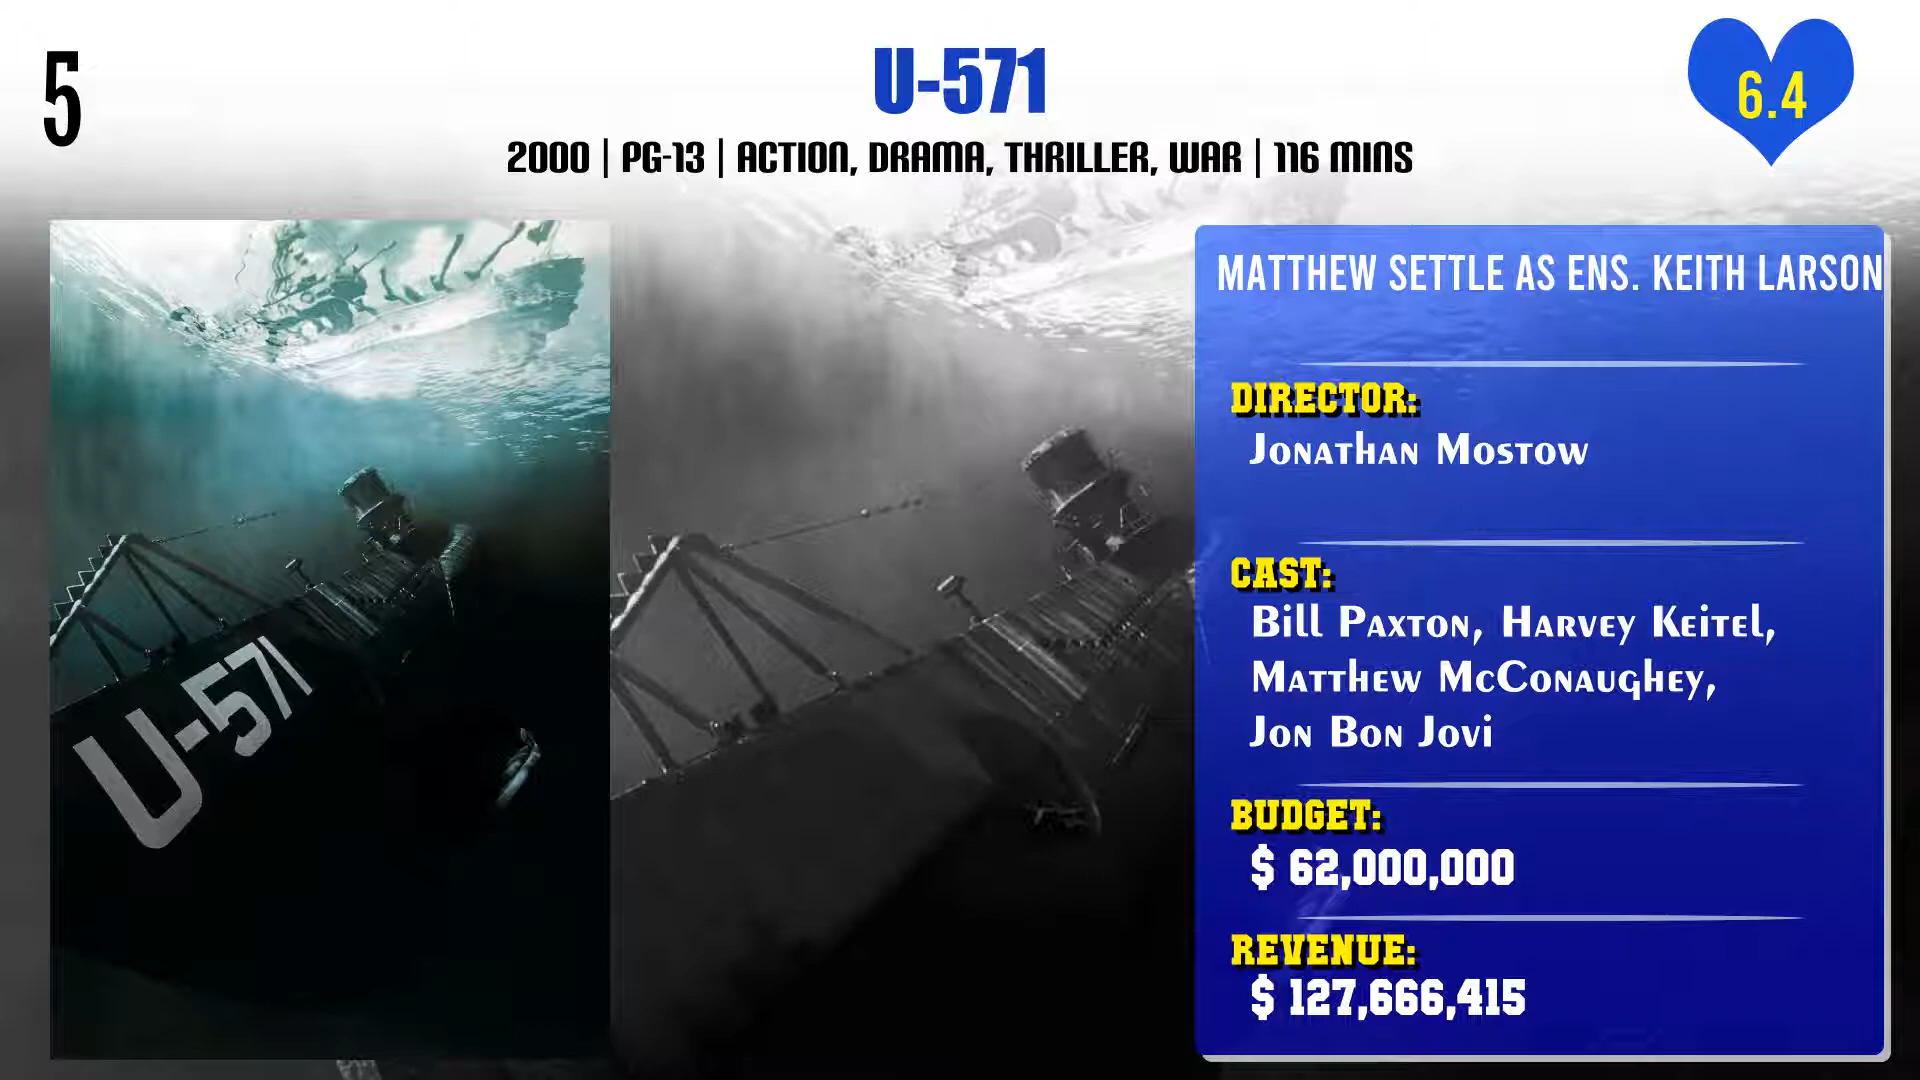 5
U-571
6.4
2000 | PG-13 | ACTION, DRAMA, THRILLER, WAR | 116 MINS
U-571
MATTHEW SETTLE AS ENS. KEITH LARSON
DIRECTOR:
Jonathan Mostow
CAST:
Bill Paxton, Harvey Keitel,
Matthew McConaughey,
Jon Bon Jovi
BUDGET:
$ 62,000,000
REVENUE:
$ 127,666,415